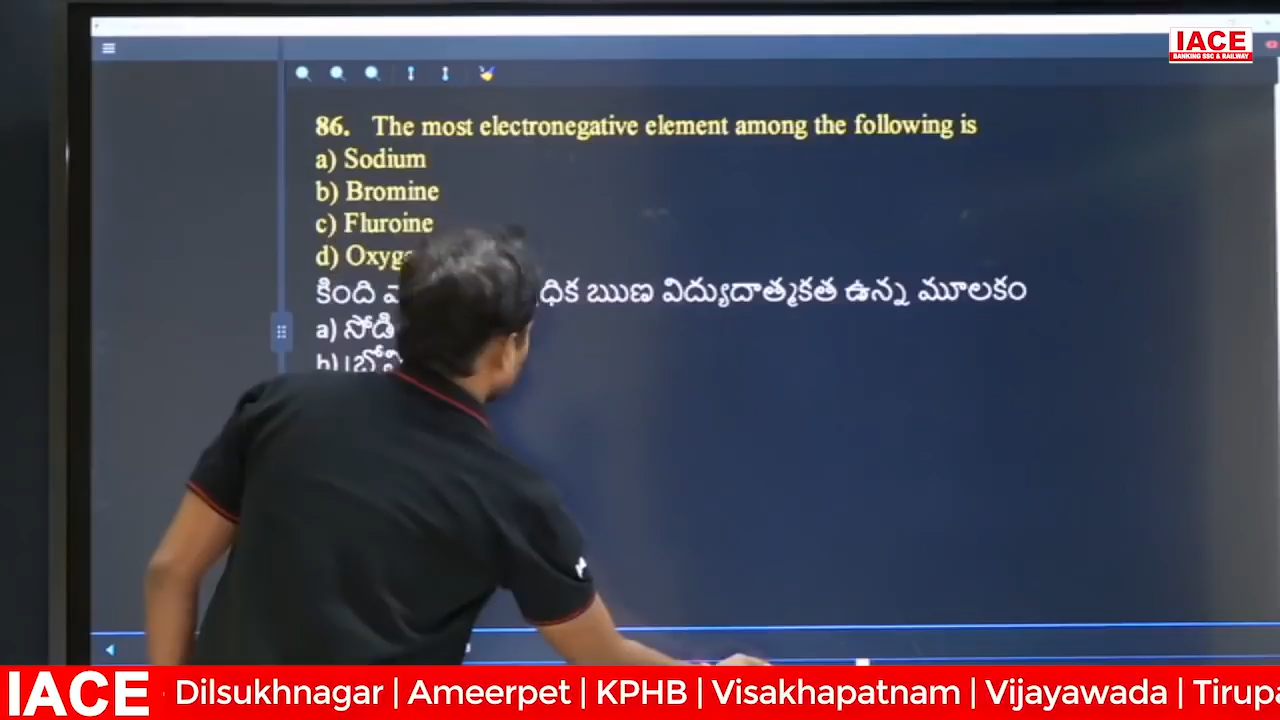 IACE
BANKING SSC & RAILWAY
86. The most electronegative element among the following is
a) Sodium
b) Bromine
c) Fluroine
d)
కింది ఋణ విద్యుదాత్మకత ఉన్న మూలకం
a)
b)
IACE Dilsukhnagar | Ameerpet | KPHB | Visakhapatnam | Vijayawada |